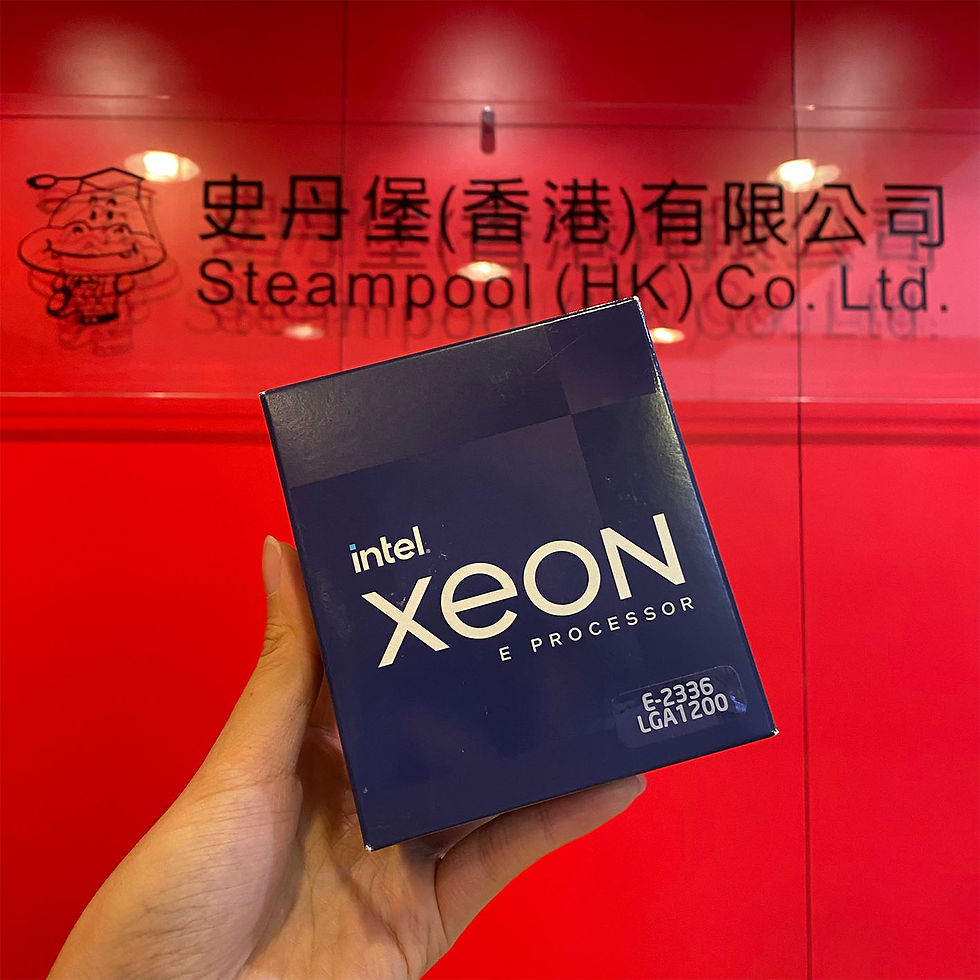 史丹堡(香港)有限公司
Steampool (HK) Co. Ltd.
intel.
xeon
E PROCESSOR
E-2336
LGA1200